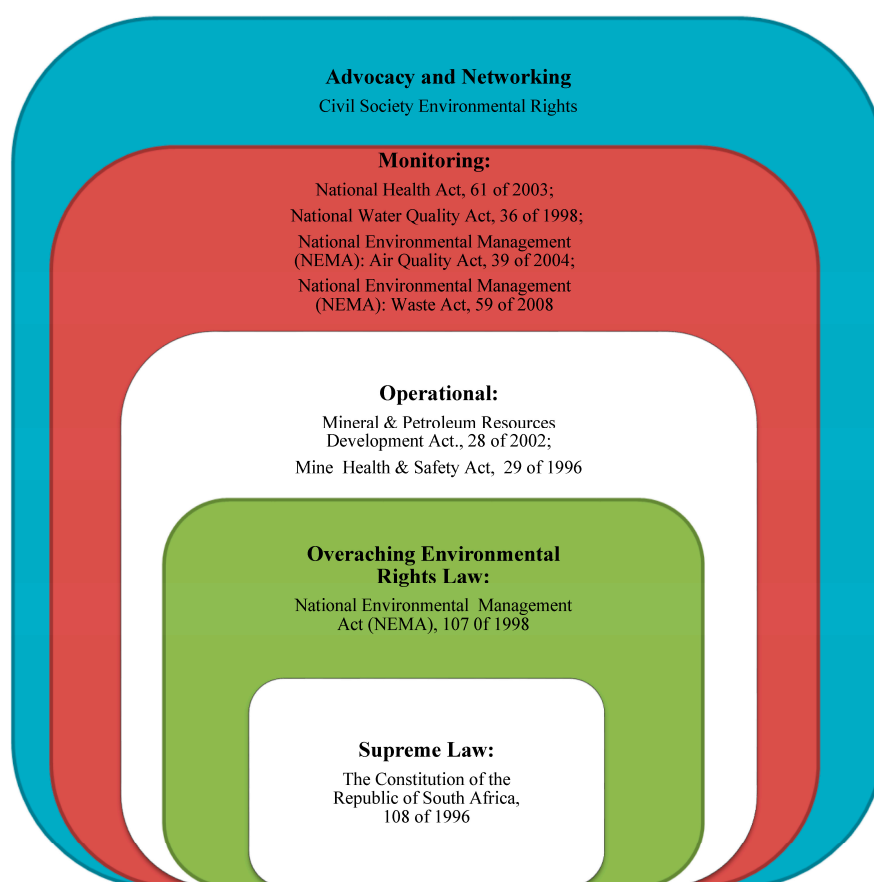 Advocacy and Networking
Civil Society Environmental Rights
Monitoring:
National Health Act, 61 of 2003;
National Water Quality Act, 36 of 1998;
National Environmental Management
(NEMA): Air Quality Act, 39 of 2004;
National Environmental Management
(NEMA): Waste Act, 59 of 2008
Operational:
Mineral & Petroleum Resources
Development Act., 28 of 2002;
Mine Health & Safety Act, 29 of 1996
Overaching Environmental
Rights Law:
National Environmental Management
Act (NEMA), 107 0f 1998
Supreme Law:
The Constitution of the
Republic of South Africa,
108 of 1996